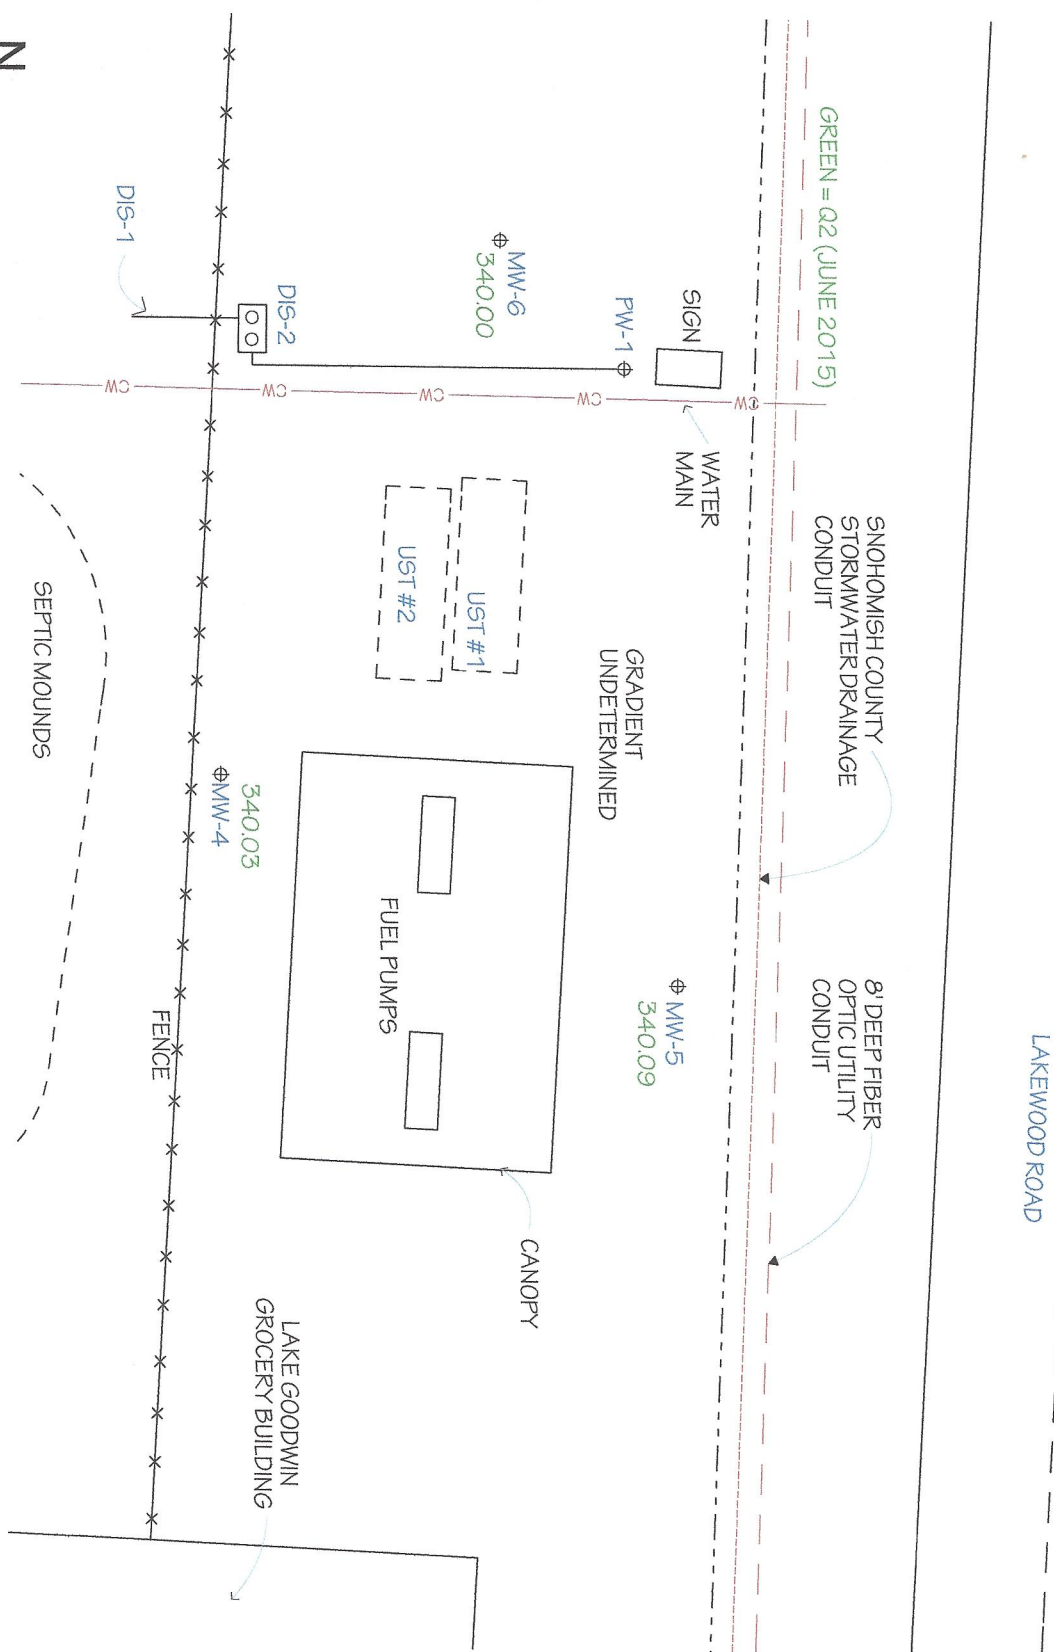 N
LAKEWOOD ROAD
GREEN = Q2 (JUNE 2015)
SNOHOMISH COUNTY
STORMWATER DRAINAGE
CONDUIT
8' DEEP FIBER
OPTIC UTILITY
CONDUIT
SIGN
WATER
MAIN
PW-1
GRADIENT
UNDETERMINED
MW-5
340.09
MW-6
340.00
CW
CW
CW
CW
CW
UST #1
UST #2
CANOPY
FUEL PUMPS
DIS-2
LAKE GOODWIN
GROCERY BUILDING
340.03
MW-4
FENCE
DIS-1
SEPTIC MOUNDS